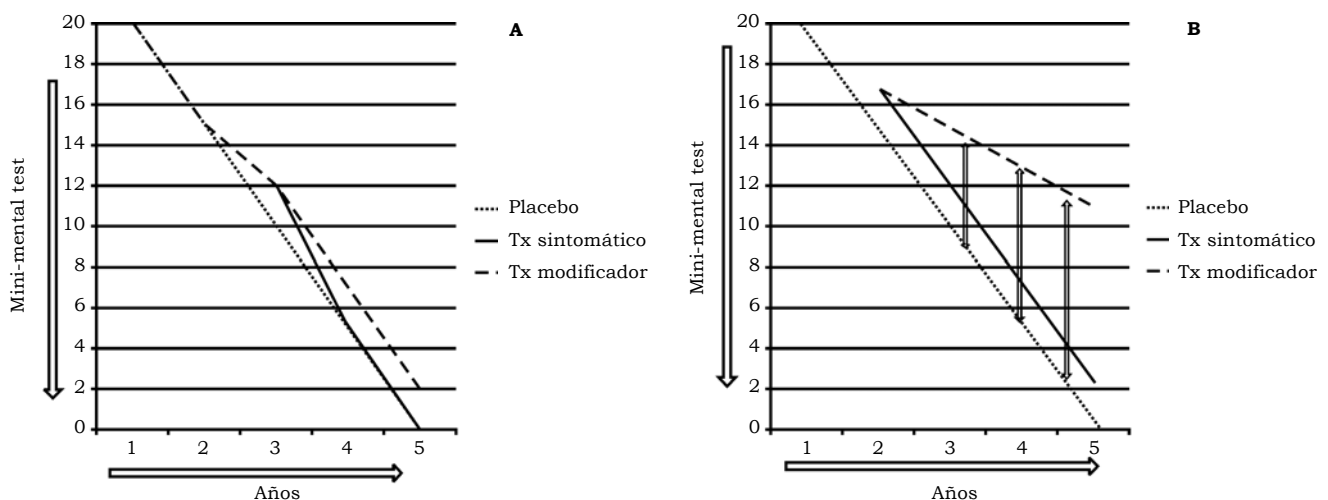 A
20
18
16
14
12
10
8
6
4
2
0
Mini-mental test
1 2 3 4 5
Años
Placebo
Tx sintomático
Tx modificador
B
20
18
16
14
12
10
8
6
4
2
0
Mini-mental test
1 2 3 4 5
Años
Placebo
Tx sintomático
Tx modificador